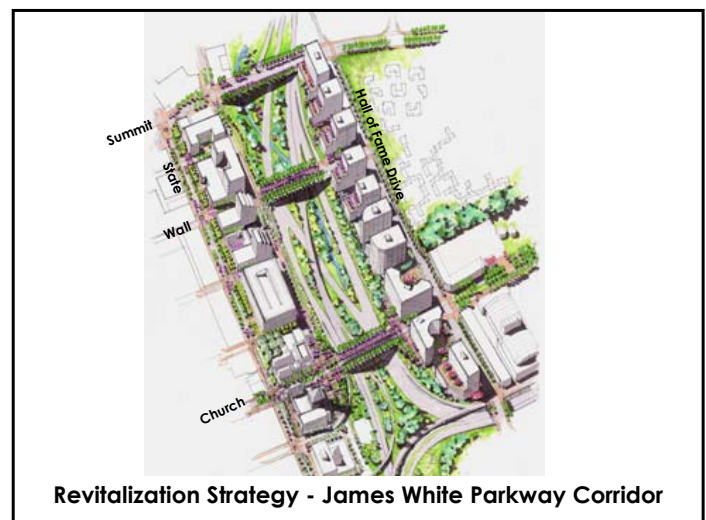 Summit
State
Hall of Fame Drive
Wall
Church
Revitalization Strategy - James White Parkway Corridor